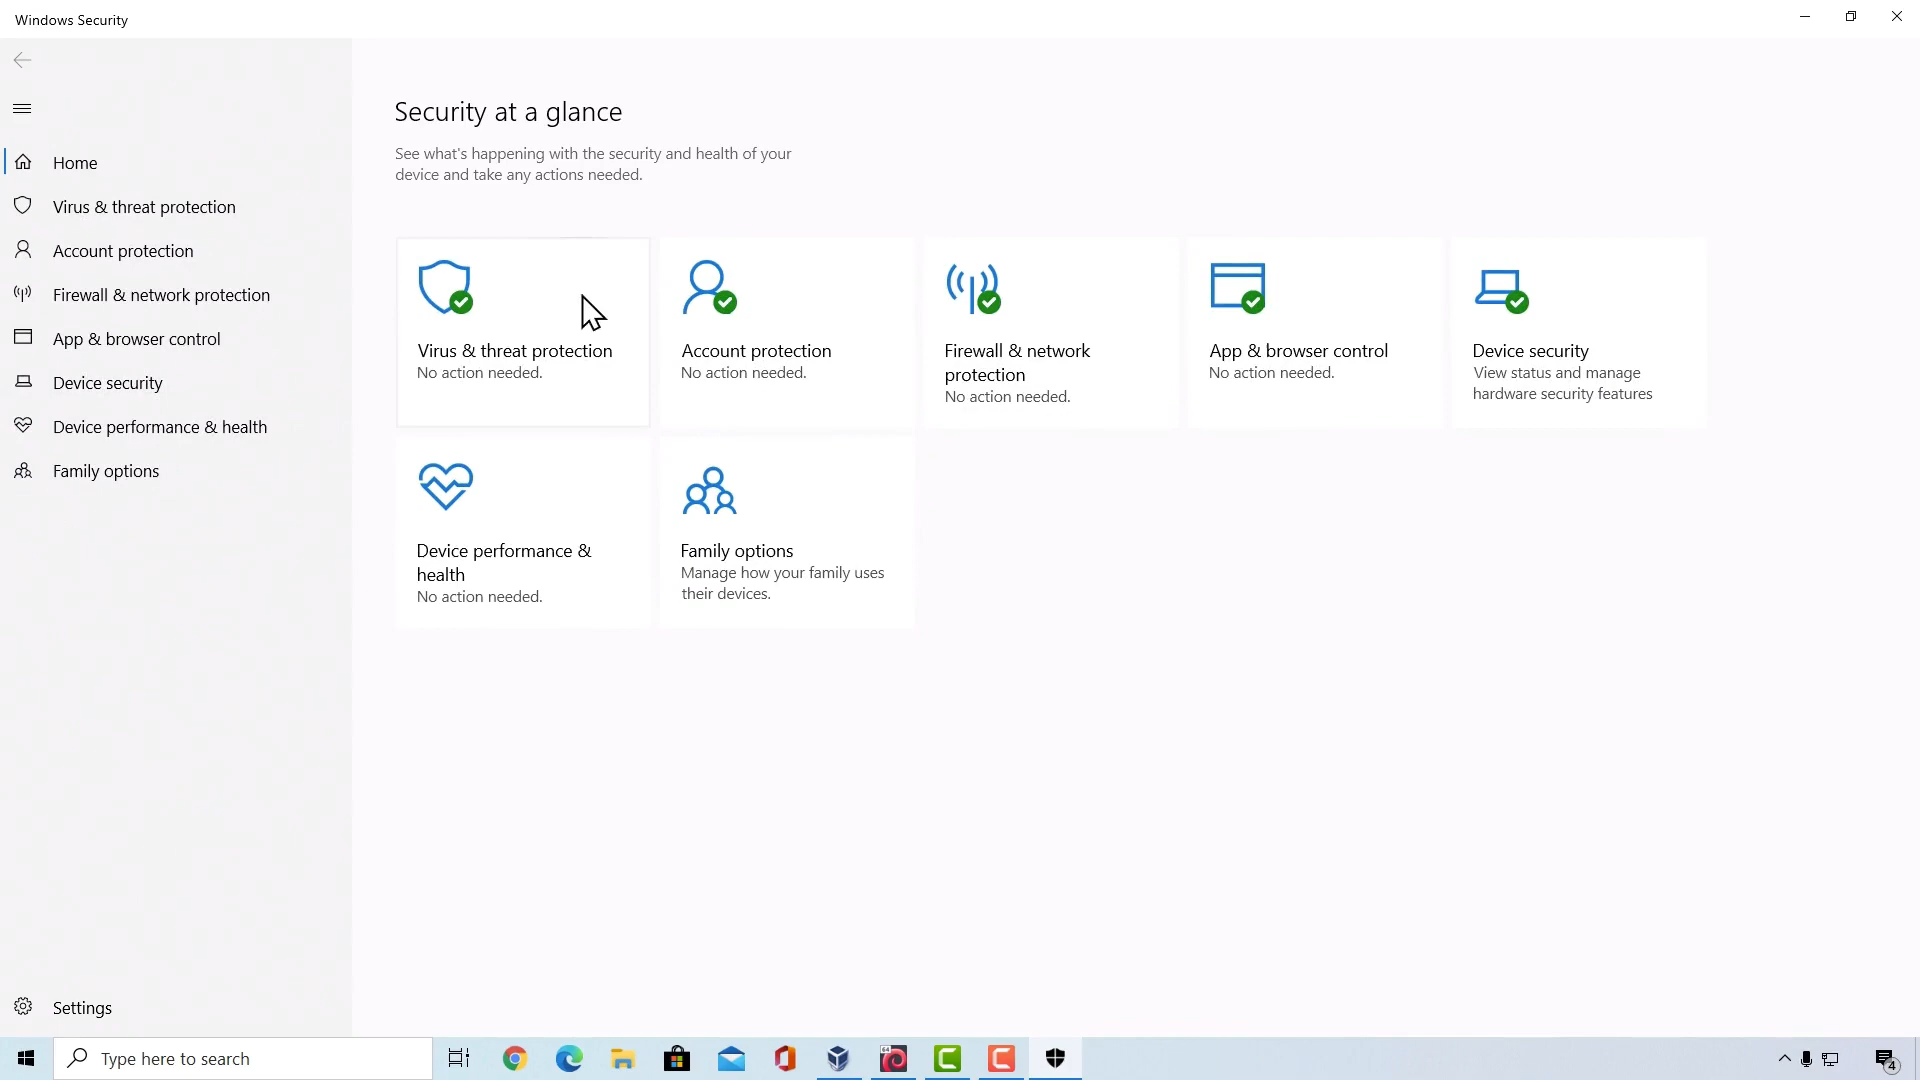 Windows Security
Home
Virus & threat protection
Account protection
Firewall & network protection
App & browser control
Device security
Device performance & health
Family options
Settings
Security at a glance
See what's happening with the security and health of your
device and take any actions needed.
Virus & threat protection
No action needed.
Account protection
No action needed.
Firewall & network
protection
No action needed.
App & browser control
No action needed.
Device security
View status and manage
hardware security features
Device performance &
health
No action needed.
Family options
Manage how your family uses
their devices.
Type here to search
64
4